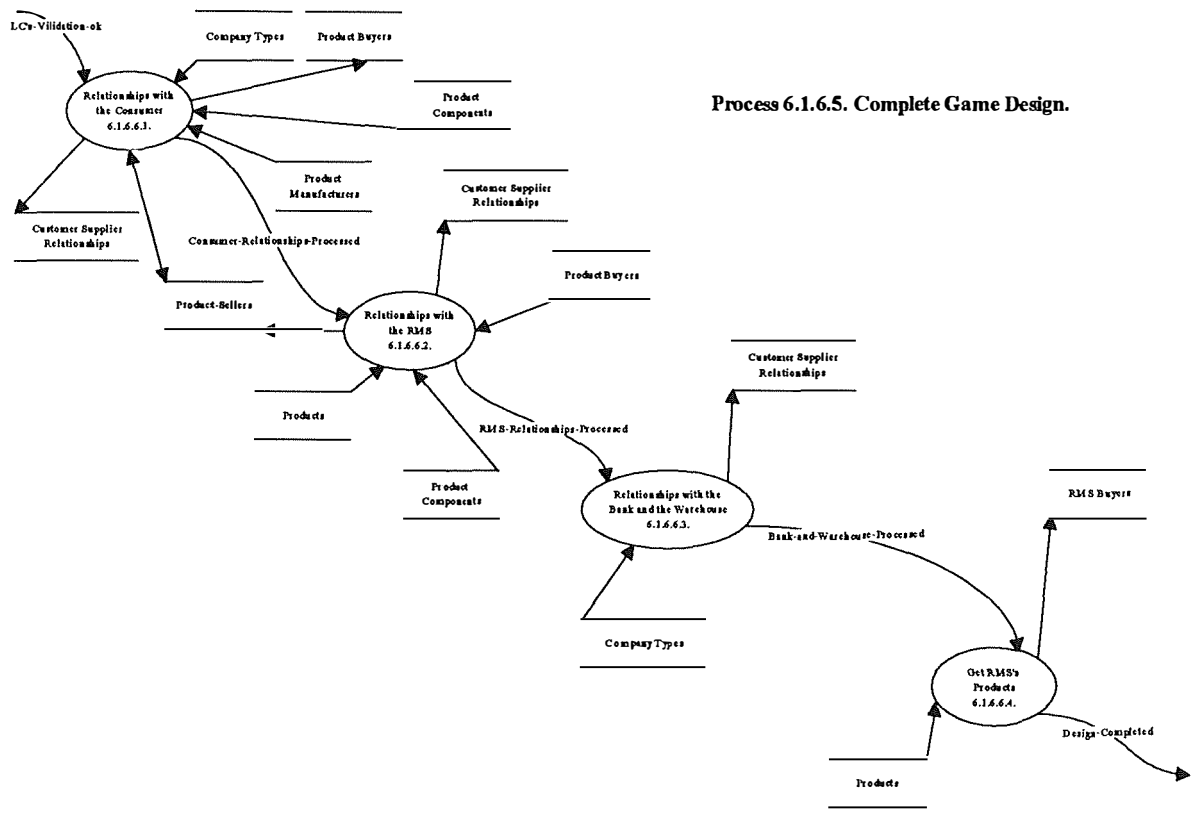 LC's-Vilidation-ok
Company Types
Product Buyers
Relationships with
the Consumer
6.1.6.6.1.
Product
Components
Process 6.1.6.5. Complete Game Design.
Product
Manufacturers
Customer Supplier
Relationships
Customer Supplier
Relationships
Consumer-Relationships-Processed
Product Buyers
Product-Sellers
Relationships with
the RMS
6.1.6.6.2.
Customer Supplier
Relationships
Products
RMS-Relationships-Processed
Product
Components
Relationships with the
Bank and the Warehouse
6.1.6.6.3.
RMS Buyers
Bank-and-Warehouse-Processed
Company Types
Get RMS's
Products
6.1.6.6.4.
Design-Completed
Products